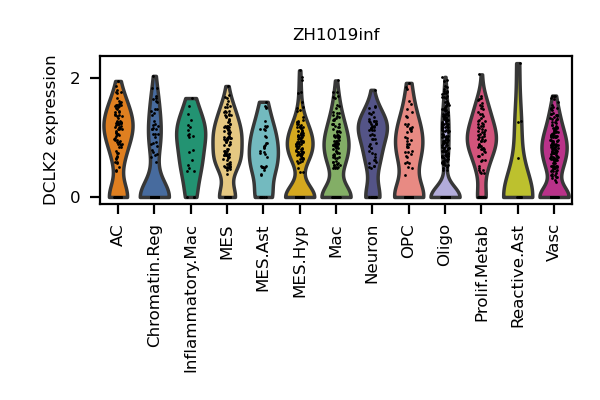 ZH1019inf
DCLK2 expression
2
0
AC
Chromatin.Reg
Inflammatory.Mac
MES
MES.Ast
MES.Hyp
Mac
Neuron
OPC
Oligo
Prolif.Metab
Reactive.Ast
Vasc